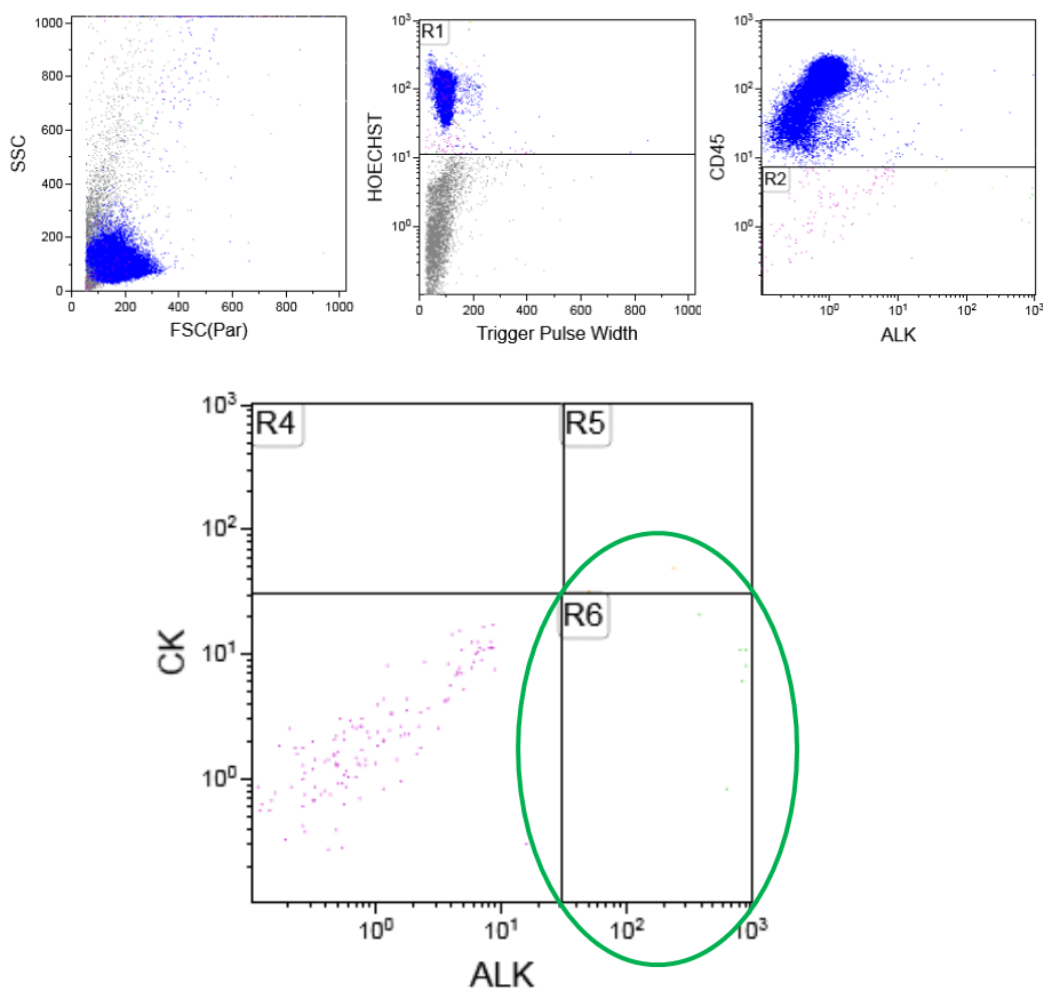 1000
800
600
400
200
0
SSC
0 200 400 600 800 1000
FSC(Par)
R1
10³
10²
10¹
10⁰
HOECHST
0 200 400 600 800 1000
Trigger Pulse Width
10³
10²
10¹
10⁰
CD45
R2
10⁰ 10¹ 10² 10³
ALK
10³
10²
10¹
10⁰
CK
R4
R5
R6
10⁰ 10¹ 10² 10³
ALK